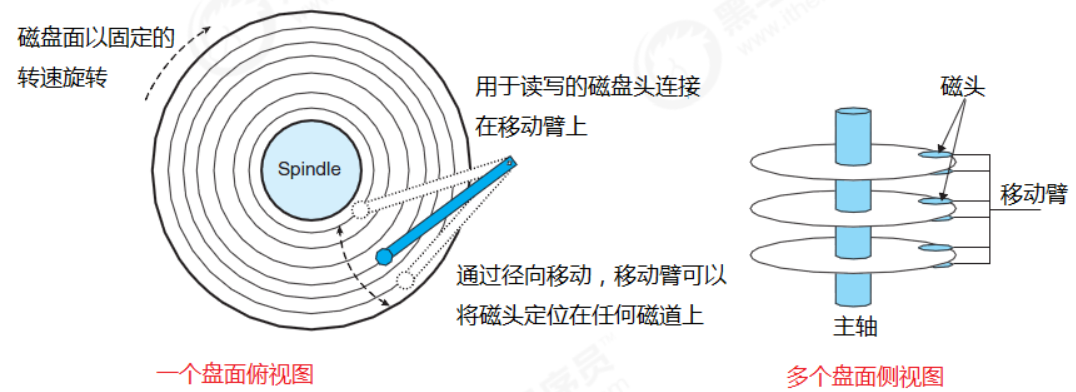 磁盘面以固定的
转速旋转
Spindle
用于读写的磁盘头连接
在移动臂上
通过径向移动，移动臂可以
将磁头定位在任何磁道上
一个盘面俯视图
磁头
移动臂
主轴
多个盘面侧视图